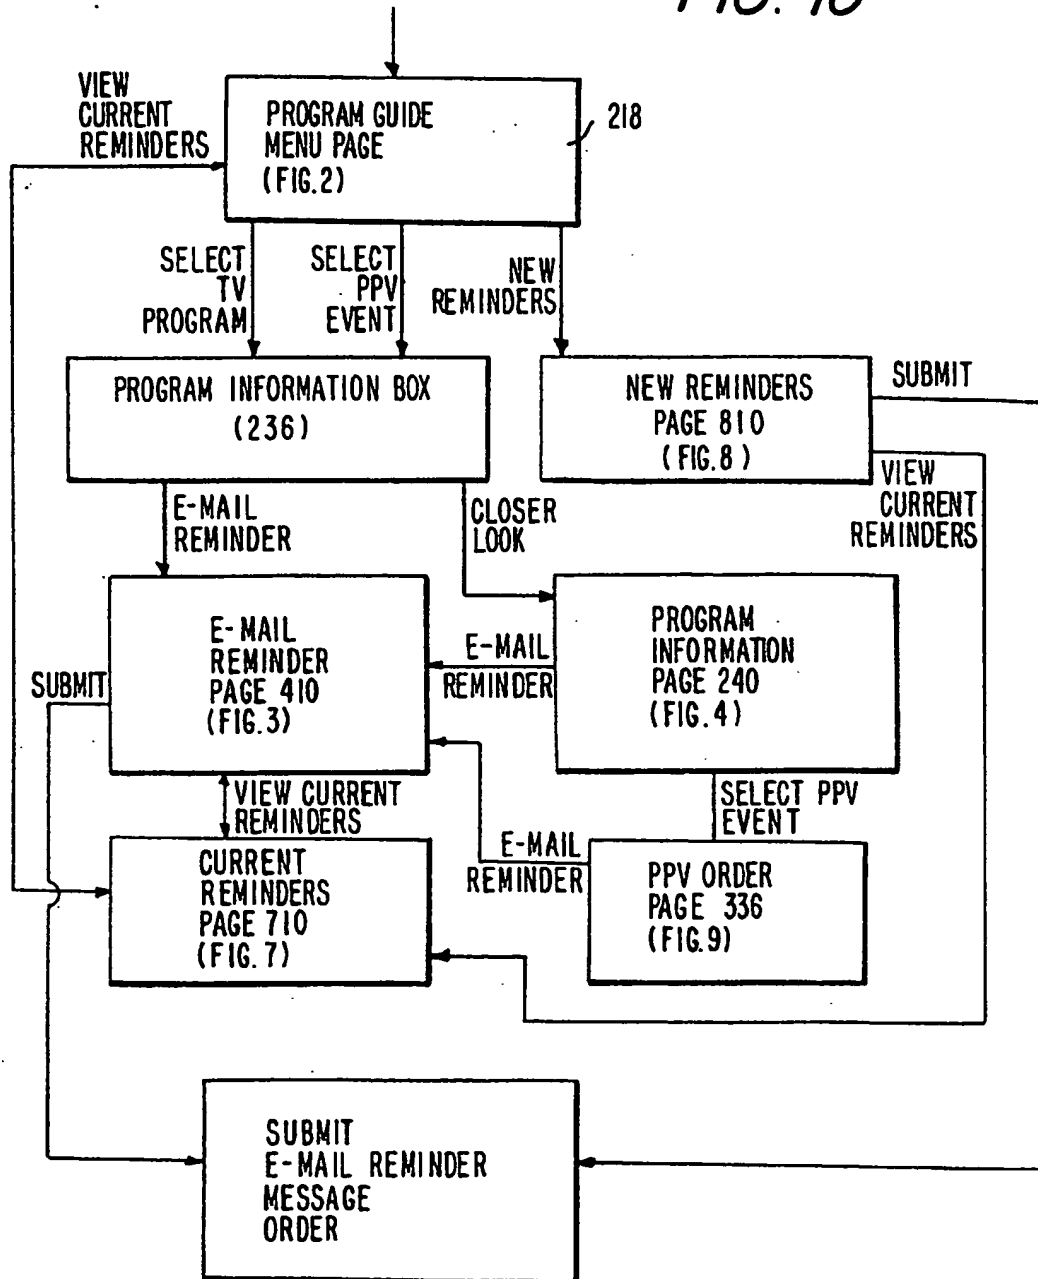 FIG. 10
VIEW
CURRENT
REMINDERS
PROGRAM GUIDE
MENU PAGE
(FIG.2)
218
SELECT
TV
PROGRAM
SELECT
PPV
EVENT
NEW
REMINDERS
PROGRAM INFORMATION BOX
(236)
NEW REMINDERS
PAGE 810
(FIG.8)
SUBMIT
VIEW
CURRENT
REMINDERS
E-MAIL
REMINDER
CLOSER
LOOK
E-MAIL
REMINDER
PAGE 410
(FIG.3)
E-MAIL
REMINDER
PROGRAM
INFORMATION
PAGE 240
(FIG.4)
SUBMIT
VIEW CURRENT
REMINDERS
SELECT PPV
EVENT
CURRENT
REMINDERS
PAGE 710
(FIG.7)
E-MAIL
REMINDER
PPV ORDER
PAGE 336
(FIG.9)
SUBMIT
E-MAIL REMINDER
MESSAGE
ORDER